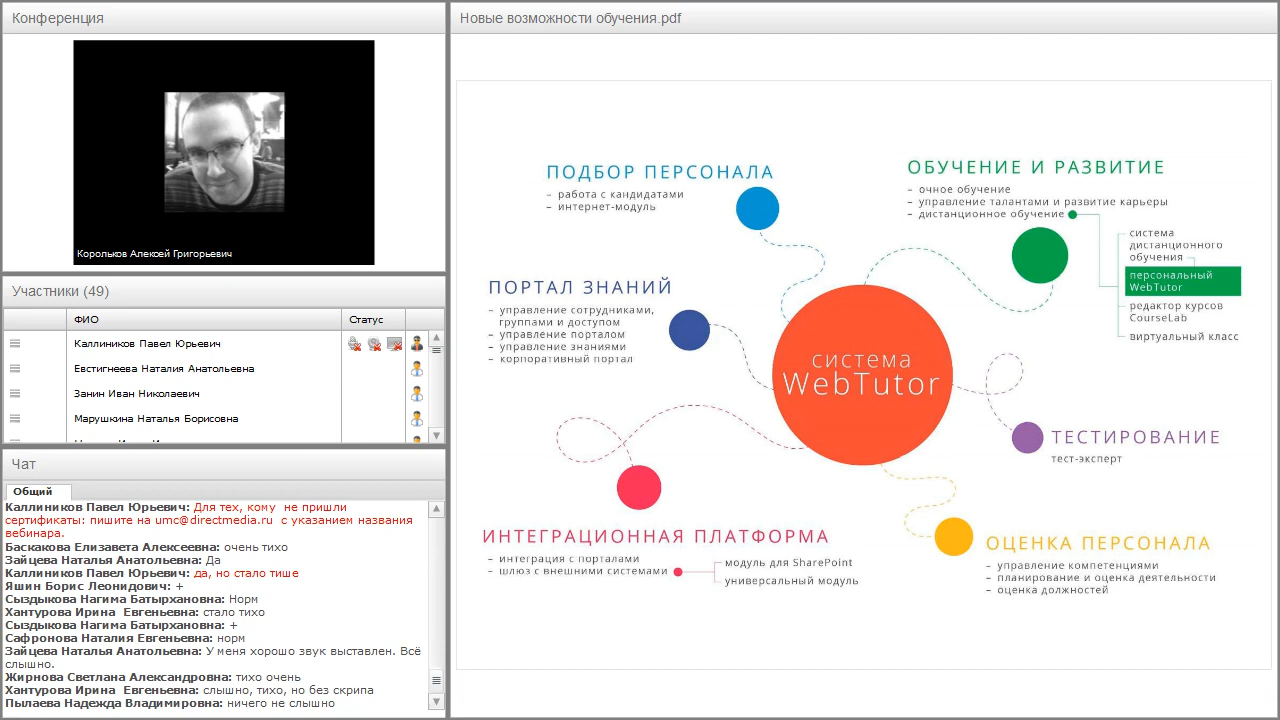 Конференция
Корольков Алексей Григорьевич
Участники (49)
ФИО
Статус
Каллиников Павел Юрьевич
Евстигнеева Наталия Анатольевна
Занин Иван Николаевич
Марушкина Наталья Борисовна
Чат
Общий
Каллиников Павел Юрьевич: Для тех, кому не пришли
сертификаты: пишите на umc@directmedia.ru с указанием названия
вебинара.
Баскакова Елизавета Алексеевна: очень тихо
Зайцева Наталья Анатольевна: Да
Каллиников Павел Юрьевич: да, но стало тише
Яшин Борис Леонидович: +
Сыздыкова Нагима Батырхановна: Норм
Хантурова Ирина Евгеньевна: стало тихо
Сыздыкова Нагима Батырхановна: +
Сафронова Наталия Евгеньевна: норм
Зайцева Наталья Анатольевна: У меня хорошо звук выставлен. Всё
слышно.
Жирнова Светлана Александровна: тихо очень
Хантурова Ирина Евгеньевна: слышно, тихо, но без скрипа
Пылаева Надежда Владимировна: ничего не слышно
Новые возможности обучения.pdf
ПОДБОР ПЕРСОНАЛА
– работа с кандидатами
– интернет-модуль
ОБУЧЕНИЕ И РАЗВИТИЕ
– очное обучение
– управление талантами и развитие карьеры
– дистанционное обучение
система
дистанционного
обучения
персональный
WebTutor
редактор курсов
CourseLab
виртуальный класс
ПОРТАЛ ЗНАНИЙ
– управление сотрудниками,
группами и доступом
– управление порталом
– управление знаниями
– корпоративный портал
система
WebTutor
ТЕСТИРОВАНИЕ
тест-эксперт
ИНТЕГРАЦИОННАЯ ПЛАТФОРМА
– интеграция с порталами
– шлюз с внешними системами
модуль для SharePoint
универсальный модуль
ОЦЕНКА ПЕРСОНАЛА
– управление компетенциями
– планирование и оценка деятельности
– оценка должностей